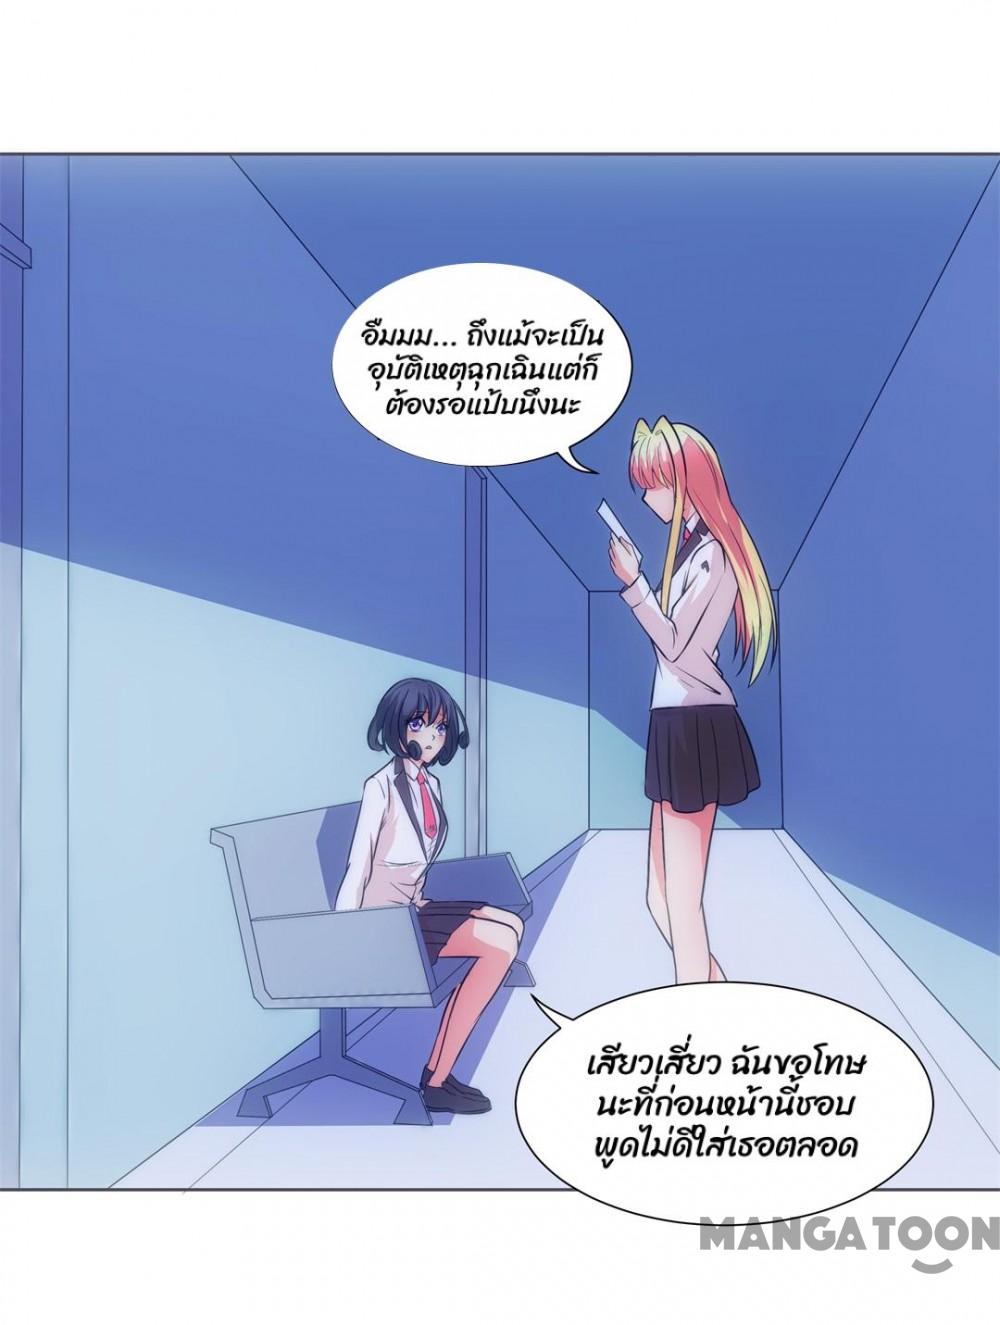 อืมมม... ถึงแม้จะเป็น
อุบัติเหตุฉุกเฉินแต่ก็
ต้องรอแป้บนึงนะ
เสียวเสี่ยว ฉันขอโทษ
นะที่ก่อนหน้านี้ชอบ
พูดไม่ดีใส่เธอตลอด
MANGATOON